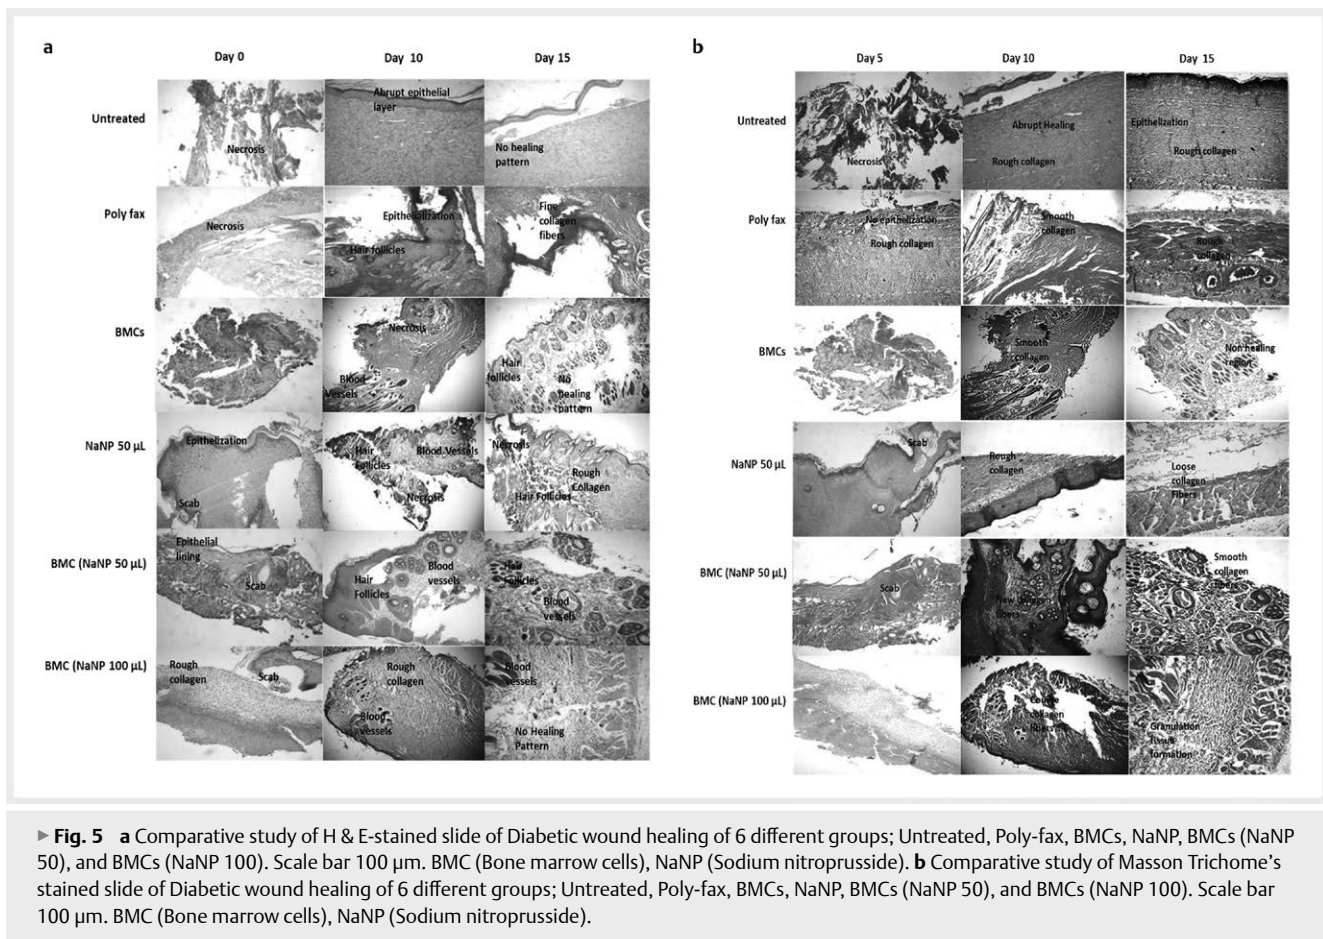 a
Day 0 Day 10 Day 15
Untreated
Necrosis
Abrupt epithelial
layer
No healing
pattern
Poly fax
Necrosis
Epithelialization
Hair follicles
Fine
collagen
fibers
BMCs
Necrosis
Blood
Vessels
Hair
follicles
No
healing
pattern
NaNP 50 µL
Epithelization
Scab
Hair
Follicles
Blood Vessels
Necrosis
Necrosis
Rough
Collagen
Hair Follicles
BMC (NaNP 50 µL)
Epithelial
lining
Scab
Hair
Follicles
Blood
vessels
Hair
Follicles
Blood
vessels
BMC (NaNP 100 µL)
Rough
collagen
Scab
Rough
collagen
Blood
vessels
Blood
vessels
No Healing
Pattern
b
Day 5 Day 10 Day 15
Untreated
Necrosis
Abrupt Healing
Rough collagen
Epithelization
Rough collagen
Poly fax
No epithelization
Rough collagen
Smooth
collagen
Rough
collagen
BMCs
Smooth
collagen
Non healing
region
NaNP 50 µL
Scab
Rough
collagen
Loose
collagen
Fibers
BMC (NaNP 50 µL)
Scab
New collagen
fibers
Smooth
collagen
fibers
BMC (NaNP 100 µL)
collagen
fibers
Granulation
tissue
formation
▶ Fig. 5 a Comparative study of H & E-stained slide of Diabetic wound healing of 6 different groups; Untreated, Poly-fax, BMCs, NaNP, BMCs (NaNP
50), and BMCs (NaNP 100). Scale bar 100 µm. BMC (Bone marrow cells), NaNP (Sodium nitroprusside). b Comparative study of Masson Trichome’s
stained slide of Diabetic wound healing of 6 different groups; Untreated, Poly-fax, BMCs, NaNP, BMCs (NaNP 50), and BMCs (NaNP 100). Scale bar
100 µm. BMC (Bone marrow cells), NaNP (Sodium nitroprusside).